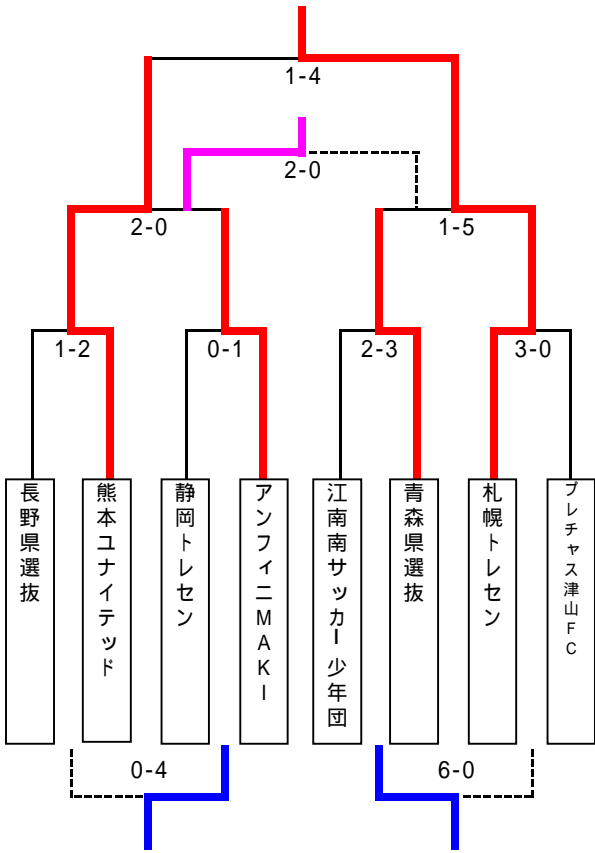 1-4
2-0
2-0
1-5
1-2
0-1
2-3
3-0
長野県選抜
熊本ユナイテッド
静岡トレセン
アンフィニMAKI
江南南サッカー少年団
青森県選抜
札幌トレセン
プレチャス津山FC
0-4
6-0